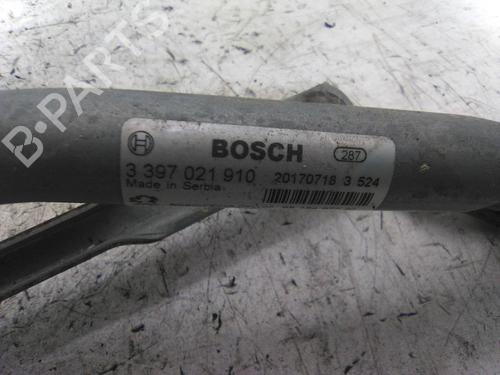 B-PARTS
BOSCH
287
3 397 021 910
20170718 3 524
Made in Serbia